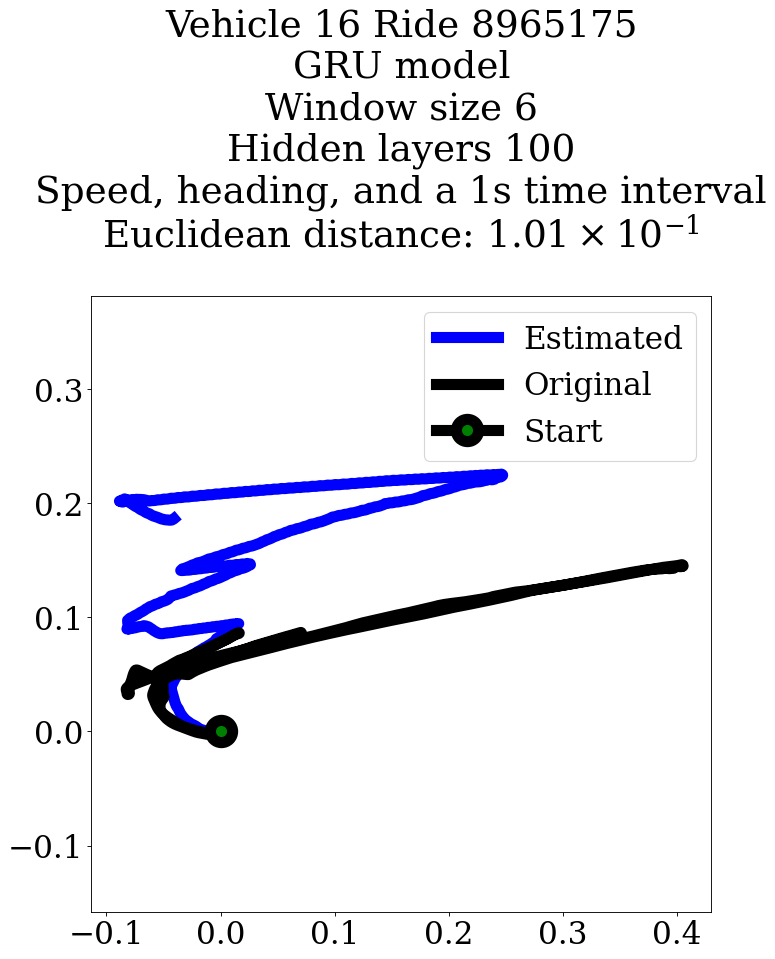 Vehicle 16 Ride 8965175
GRU model
Window size 6
Hidden layers 100
Speed, heading, and a 1s time interval
Euclidean distance: 1.01 × 10⁻¹
Estimated
Original
Start
0.3
0.2
0.1
0.0
−0.1
−0.1 0.0 0.1 0.2 0.3 0.4